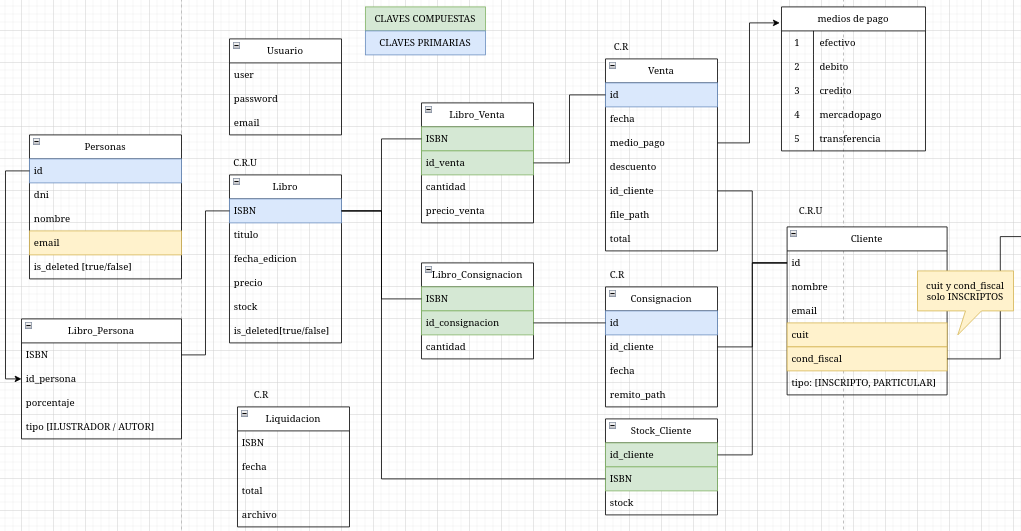 CLAVES COMPUESTAS
CLAVES PRIMARIAS
Usuario
user
password
email
Personas
id
dni
nombre
email
is_deleted [true/false]
Libro_Persona
ISBN
id_persona
porcentaje
tipo [ILUSTRADOR / AUTOR]
C.R.U
Libro
ISBN
titulo
fecha_edicion
precio
stock
is_deleted[true/false]
C.R
Liquidacion
ISBN
fecha
total
archivo
Libro_Venta
ISBN
id_venta
cantidad
precio_venta
Libro_Consignacion
ISBN
id_consignacion
cantidad
C.R
Venta
id
fecha
medio_pago
descuento
id_cliente
file_path
total
C.R
Consignacion
id
id_cliente
fecha
remito_path
Stock_Cliente
id_cliente
ISBN
stock
medios de pago
1 efectivo
2 debito
3 credito
4 mercadopago
5 transferencia
C.R.U
Cliente
id
nombre
email
cuit
cond_fiscal
tipo: [INSCRIPTO, PARTICULAR]
cuit y cond_fiscal
solo INSCRIPTOS